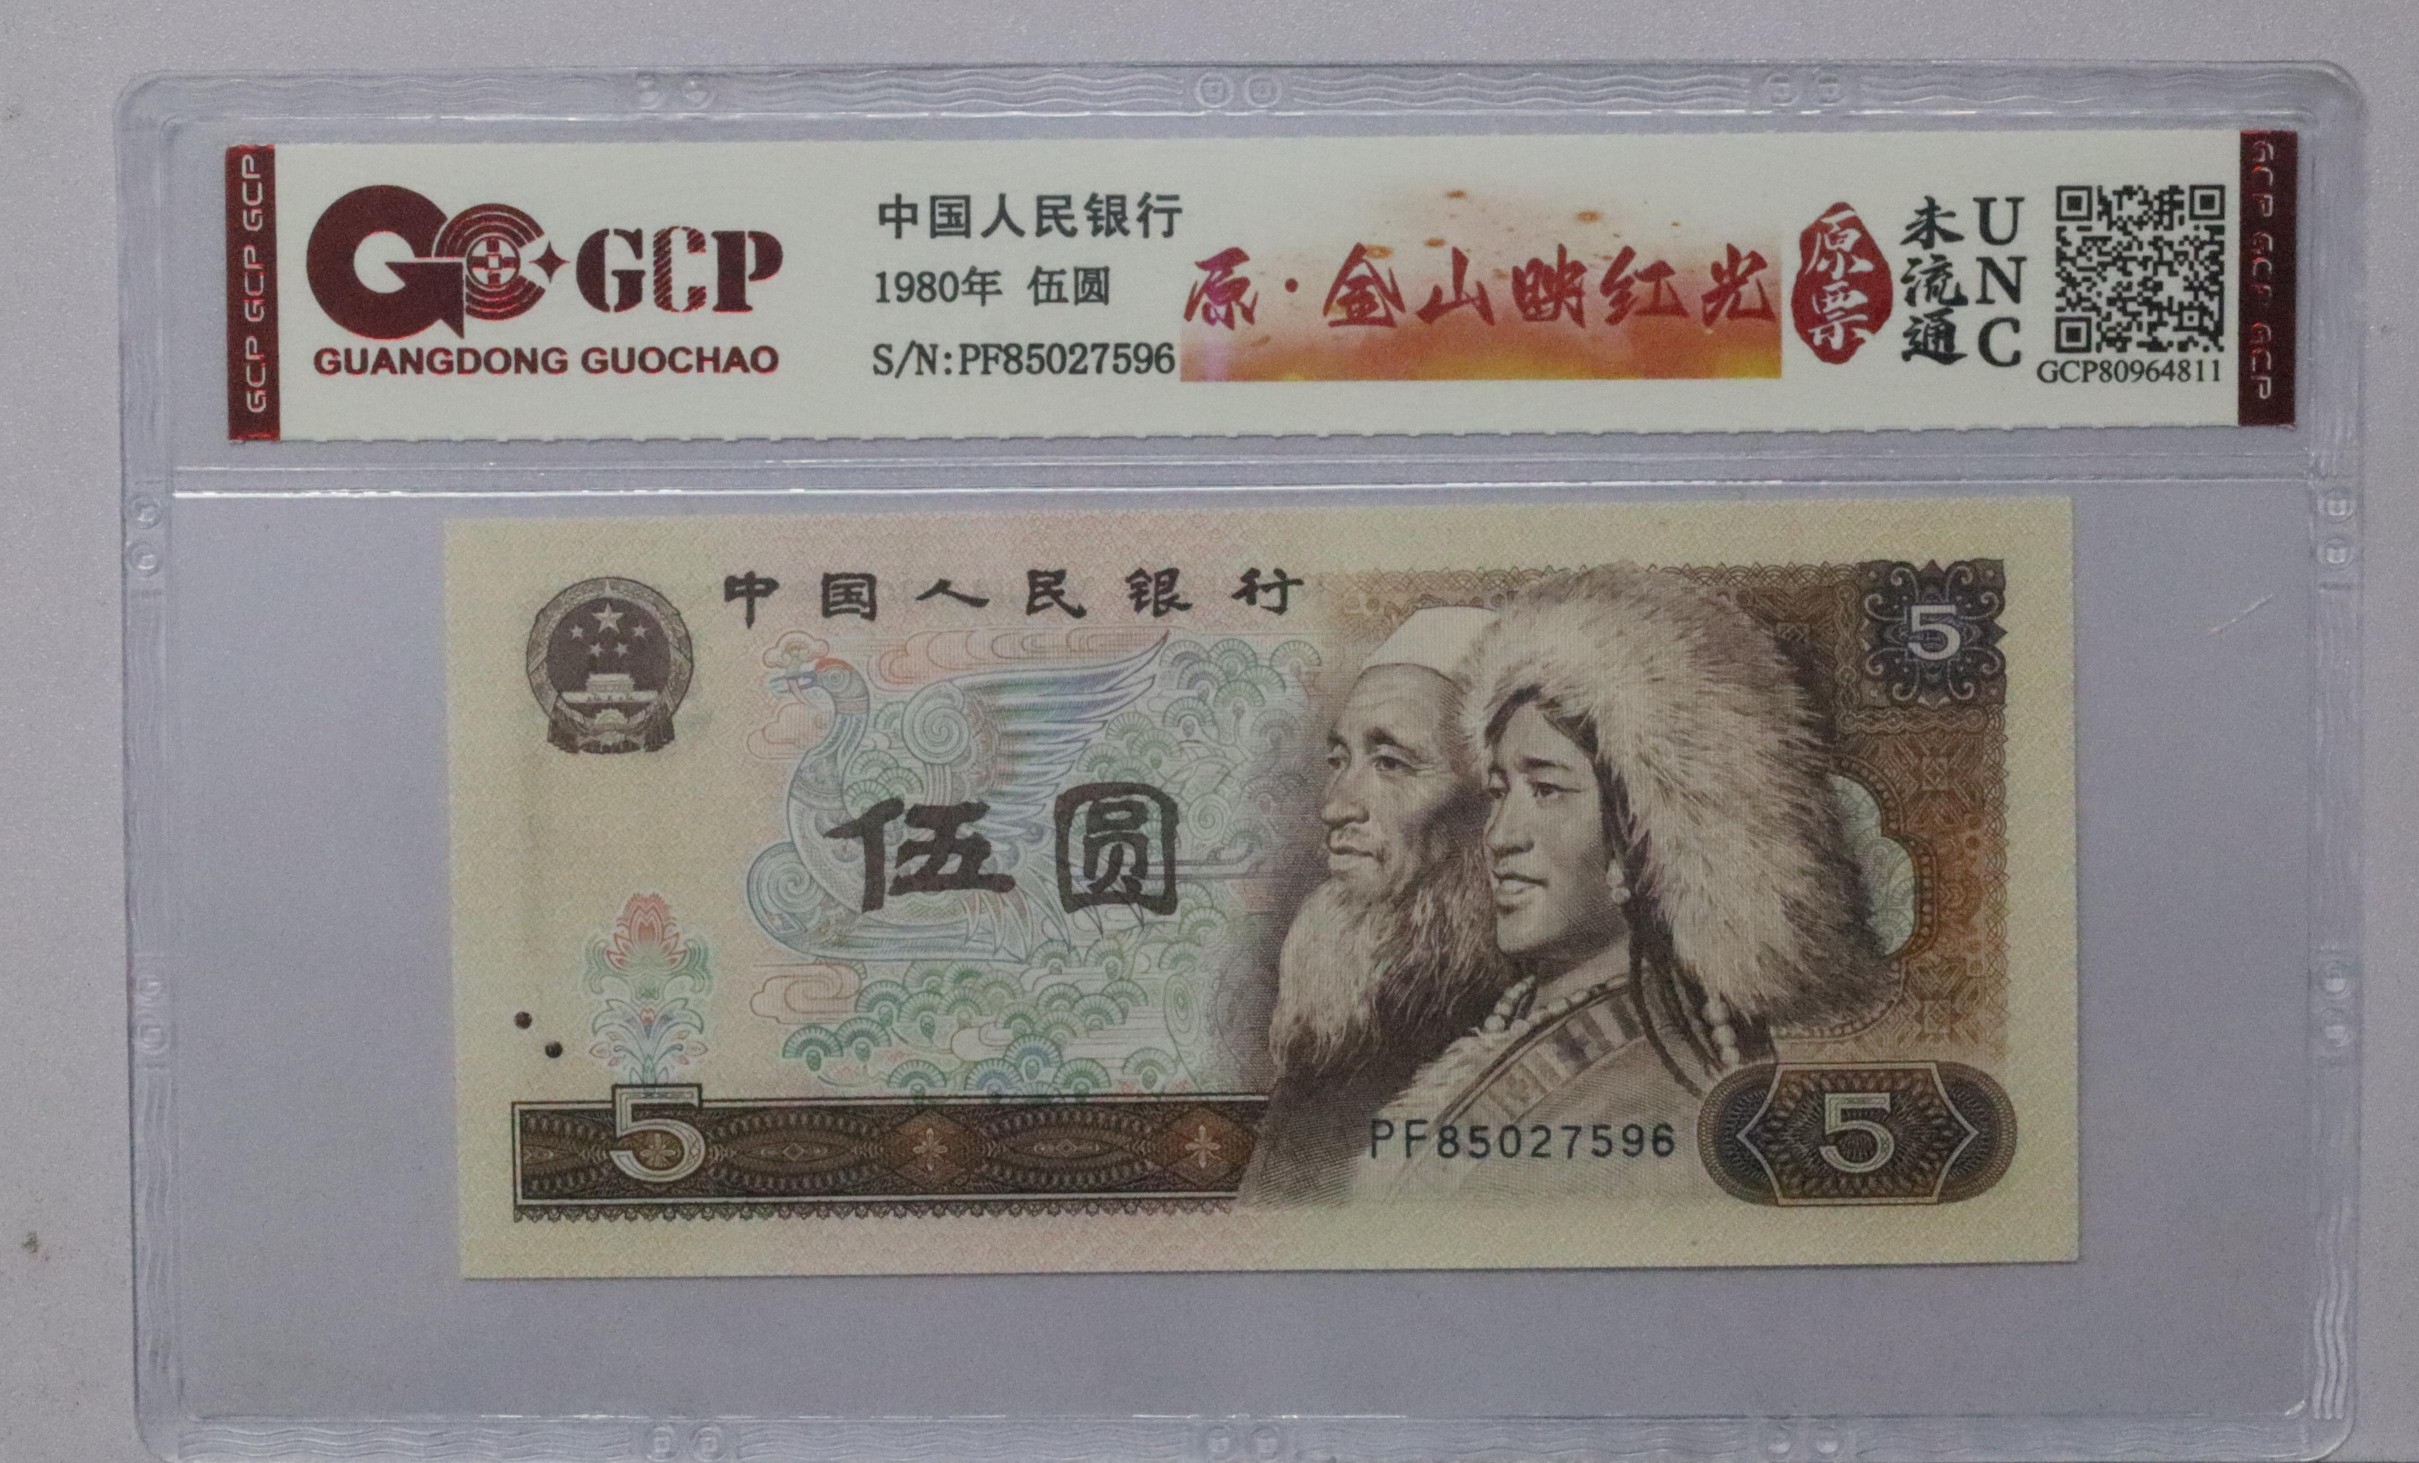 GCP GCP GCP
GCP
GUANGDONG GUOCHAO
中国人民银行
1980年 伍圆
S/N:PF85027596
原·金山映红光
原票
未流通
UNC
GCP80964811
GCP GCP GCP
中国人民银行
5
伍圆
5
PF85027596
5